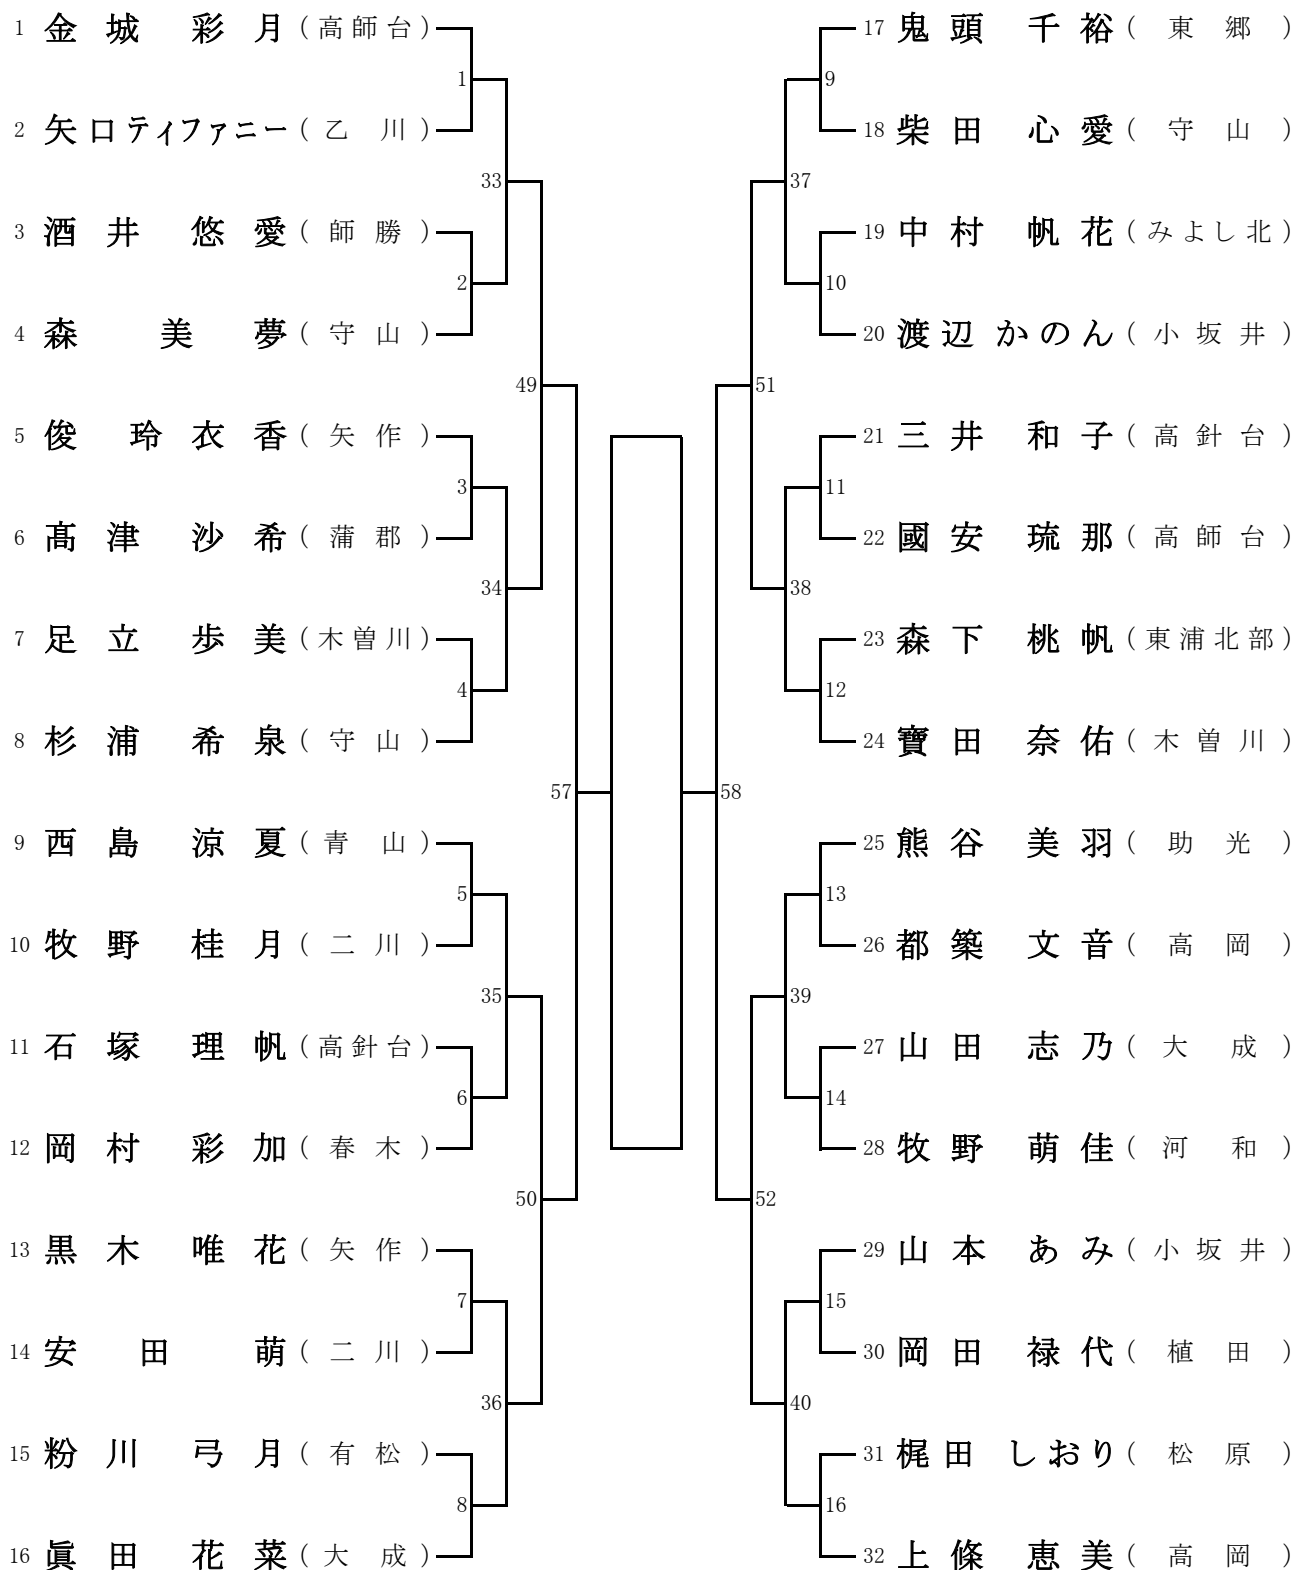 1 金城 彩月（高師台） 17 鬼頭 千裕（東郷）
1 9
2 矢口ティファニー（乙川） 18 柴田 心愛（守山）
33 37
3 酒井 悠愛（師勝） 19 中村 帆花（みよし北）
2 10
4 森 美夢（守山） 20 渡辺 かのん（小坂井）
49 51
5 俊 玲衣香（矢作） 21 三井 和子（高針台）
3 11
6 髙津 沙希（蒲郡） 22 國安 琉那（高師台）
34 38
7 足立 歩美（木曽川） 23 森下 桃帆（東浦北部）
4 12
8 杉浦 希泉（守山） 24 寶田 奈佑（木曽川）
57 58
9 西島 涼夏（青山） 25 熊谷 美羽（助光）
5 13
10 牧野 桂月（二川） 26 都築 文音（高岡）
35 39
11 石塚 理帆（高針台） 27 山田 志乃（大成）
6 14
12 岡村 彩加（春木） 28 牧野 萌佳（河和）
50 52
13 黒木 唯花（矢作） 29 山本 あみ（小坂井）
7 15
14 安田 萌（二川） 30 岡田 禄代（植田）
36 40
15 粉川 弓月（有松） 31 梶田 しおり（松原）
8 16
16 眞田 花菜（大成） 32 上條 恵美（高岡）